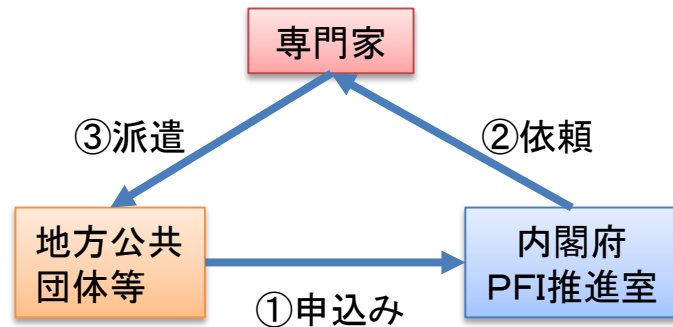 専門家
③派遣
②依頼
地方公共
団体等
内閣府
PFI推進室
①申込み